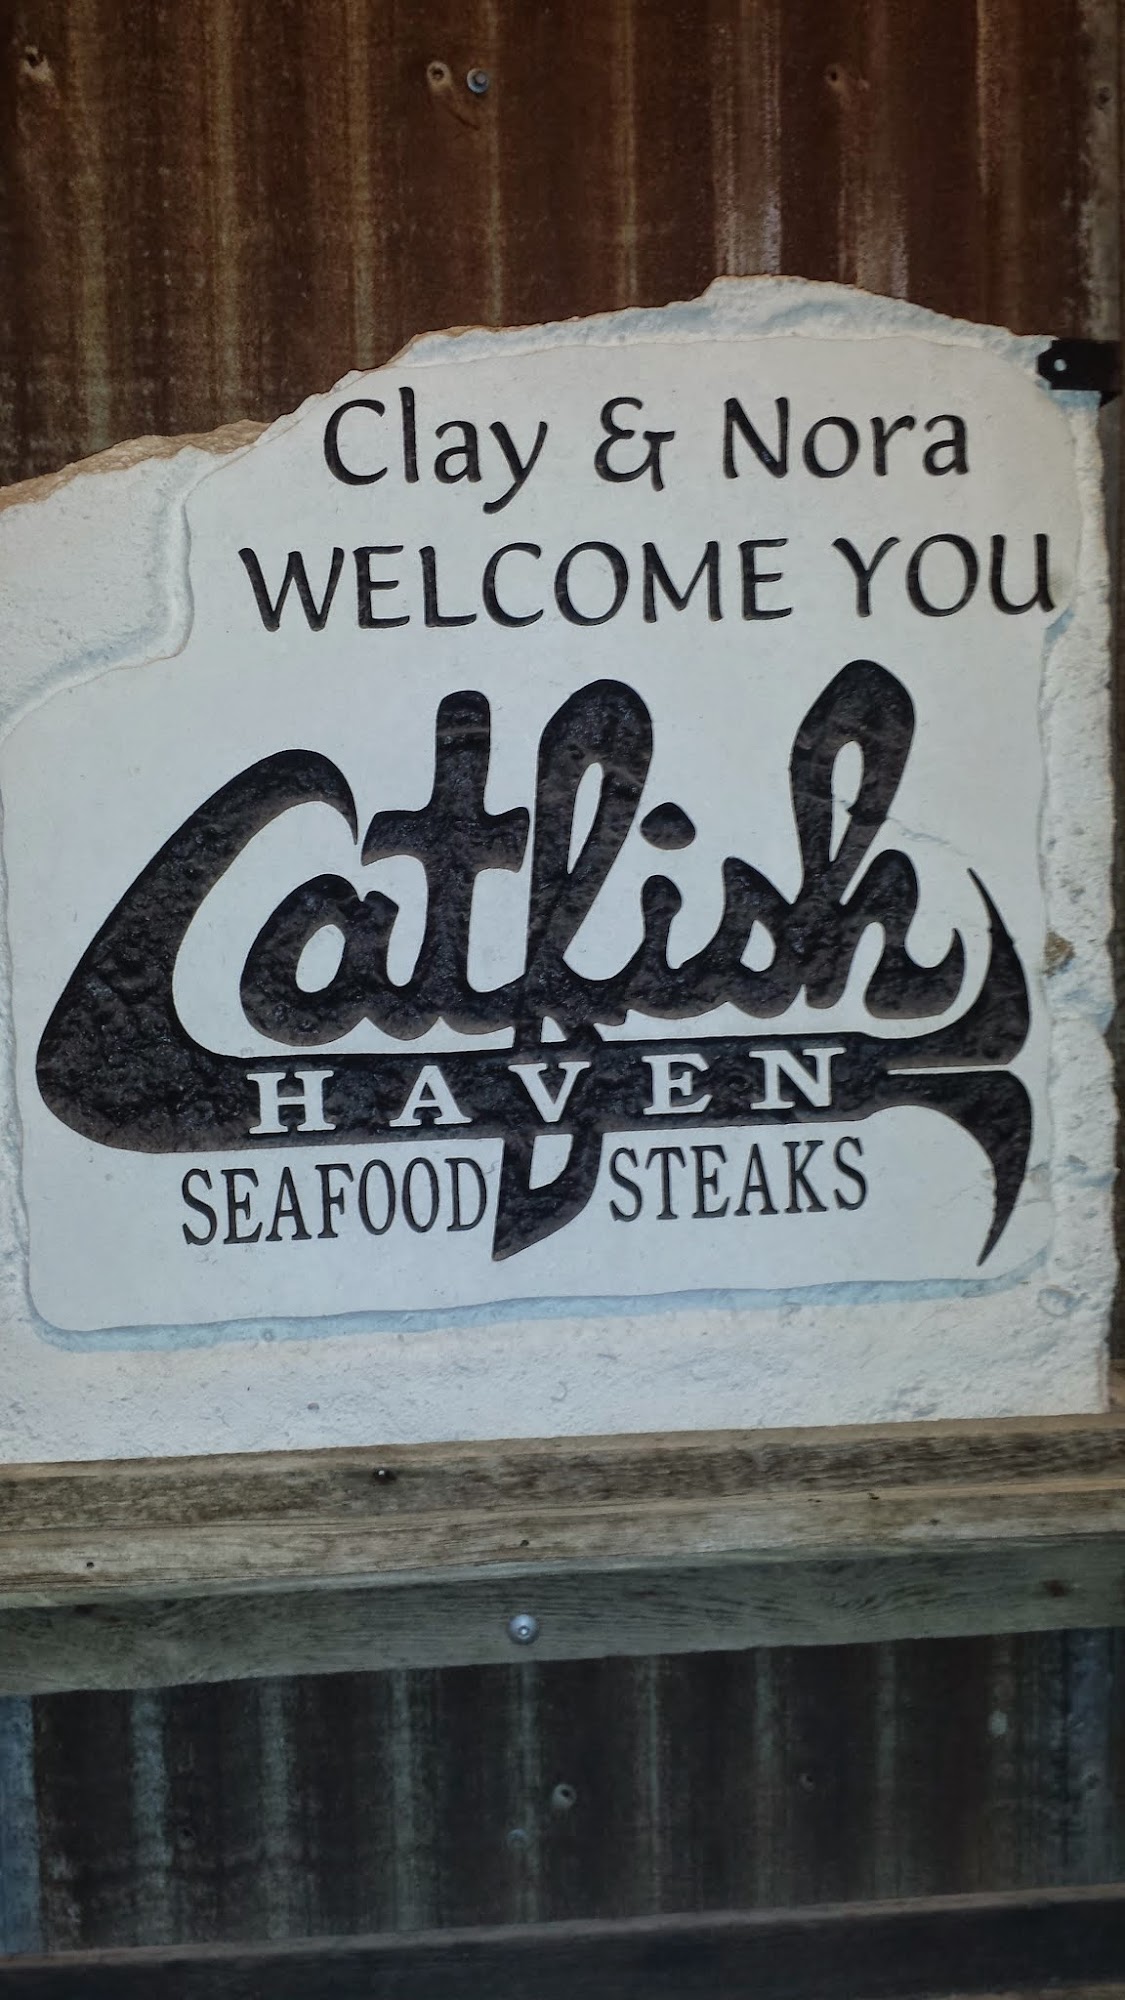 Clay & Nora
WELCOME YOU
Catfish
HAVEN
SEAFOOD STEAKS